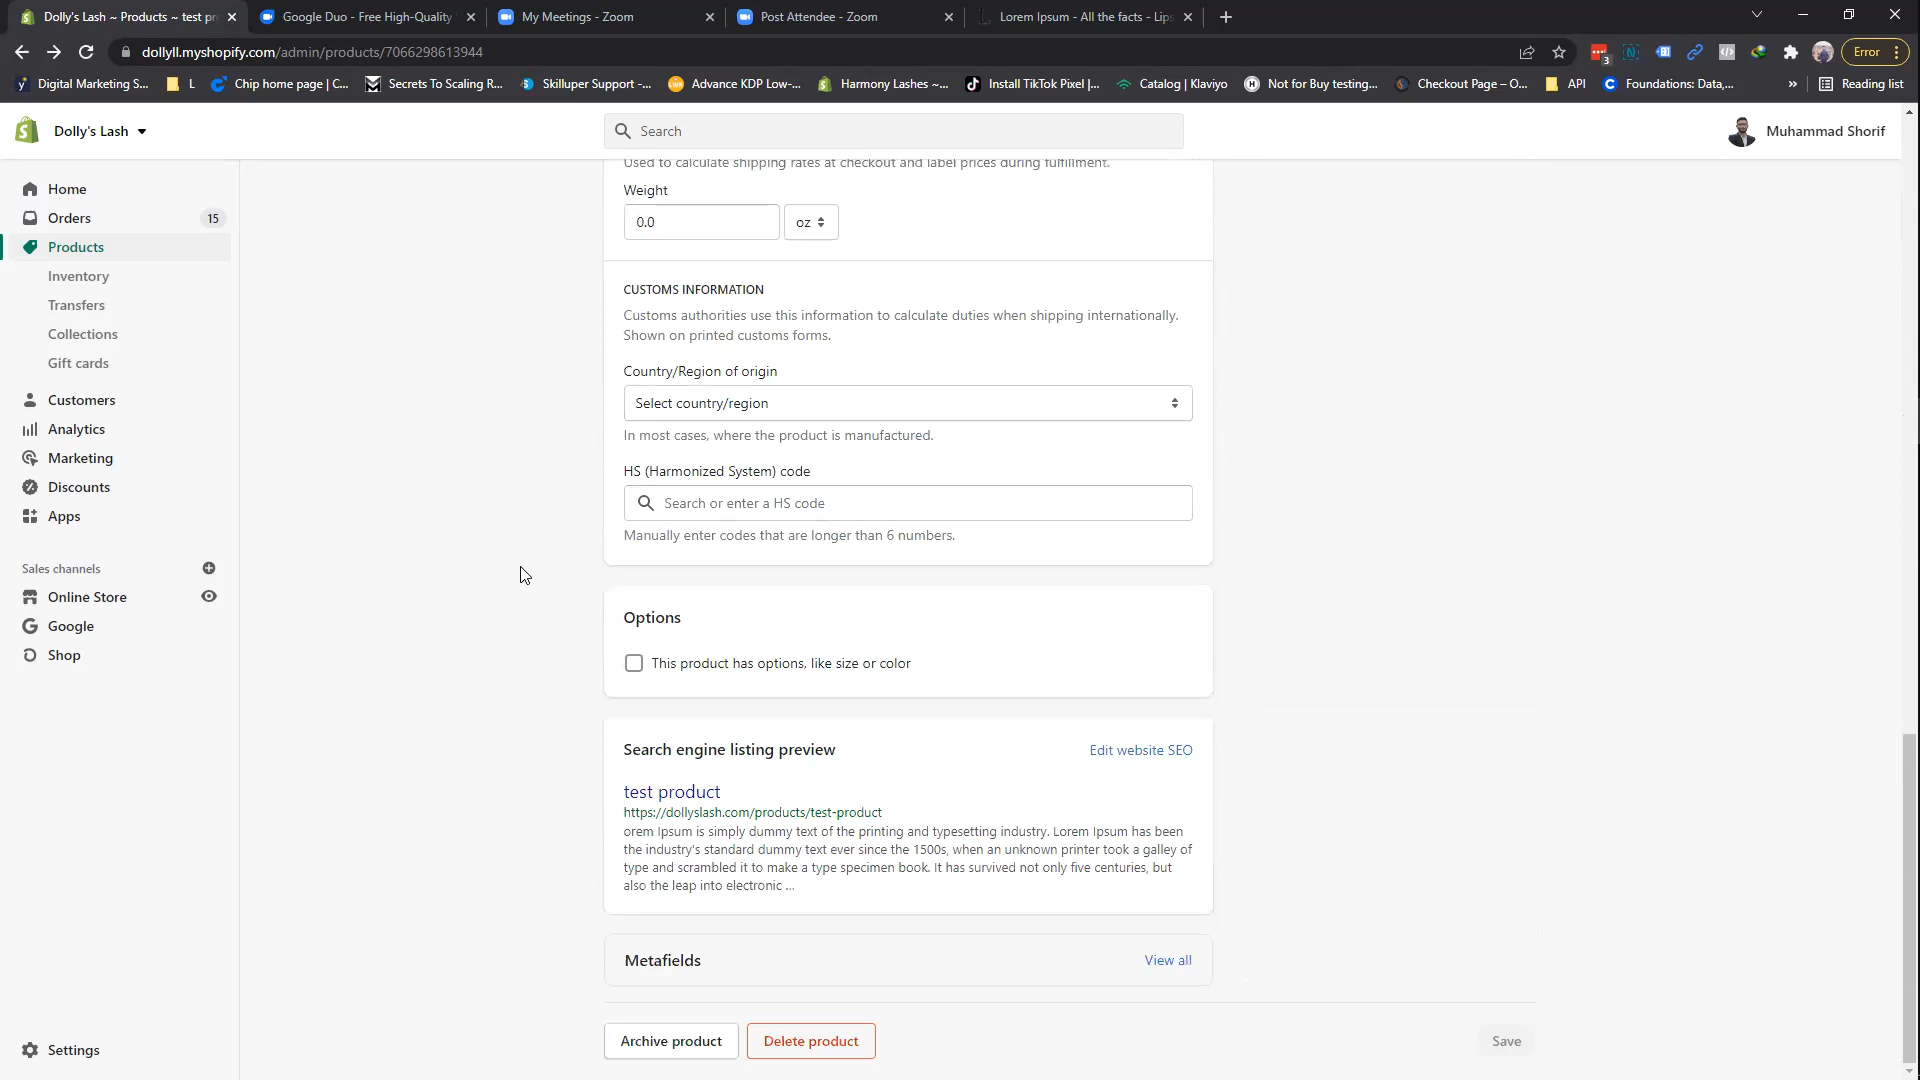 Dolly's Lash ~ Products ~ test pr
Google Duo - Free High-Quality
My Meetings - Zoom
Post Attendee - Zoom
Lorem Ipsum - All the facts - Lips
dollyll.myshopify.com/admin/products/7066298613944
3
Error
Digital Marketing S...
L
Chip home page | C...
Secrets To Scaling R...
Skilluper Support -...
Advance KDP Low-...
Harmony Lashes ~...
Install TikTok Pixel |...
Catalog | Klaviyo
Not for Buy testing...
Checkout Page – O...
API
Foundations: Data,...
»
Reading list
Dolly's Lash
Search
Muhammad Shorif
Home
Orders
15
Products
Inventory
Transfers
Collections
Gift cards
Customers
Analytics
Marketing
Discounts
Apps
Sales channels
Online Store
Google
Shop
Settings
Used to calculate shipping rates at checkout and label prices during fulfillment.
Weight
0.0
oz
CUSTOMS INFORMATION
Customs authorities use this information to calculate duties when shipping internationally.
Shown on printed customs forms.
Country/Region of origin
Select country/region
In most cases, where the product is manufactured.
HS (Harmonized System) code
Search or enter a HS code
Manually enter codes that are longer than 6 numbers.
Options
This product has options, like size or color
Search engine listing preview
Edit website SEO
test product
https://dollyslash.com/products/test-product
orem Ipsum is simply dummy text of the printing and typesetting industry. Lorem Ipsum has been
the industry's standard dummy text ever since the 1500s, when an unknown printer took a galley of
type and scrambled it to make a type specimen book. It has survived not only five centuries, but
also the leap into electronic ...
Metafields
View all
Archive product
Delete product
Save